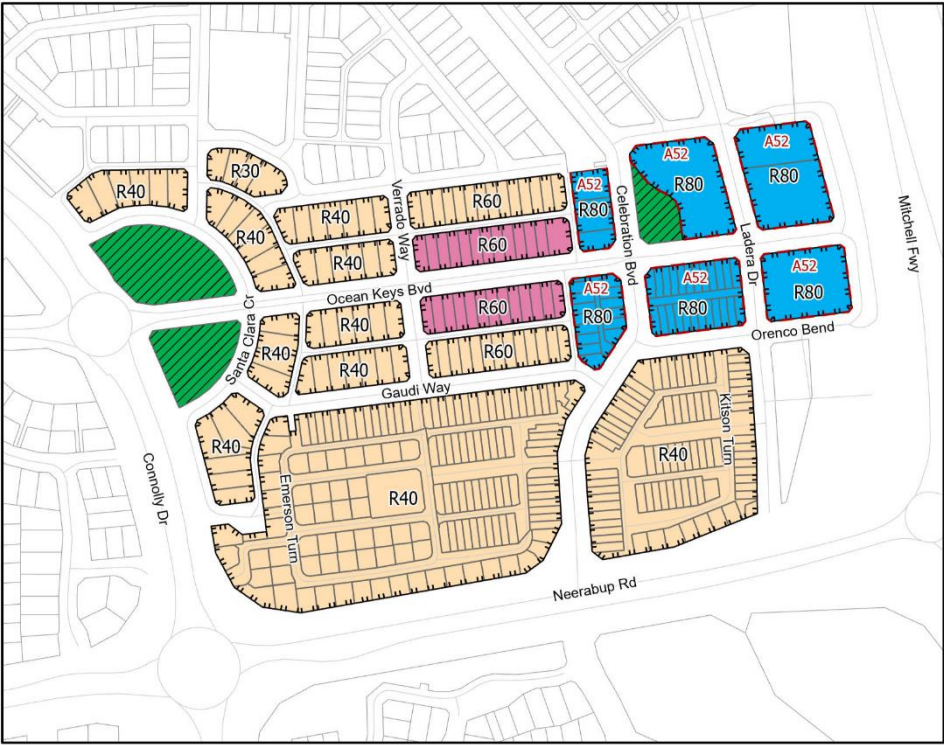 A52
A52
R30
R80
A52
R40
R80
R80
Verrado Way
R60
R40
Celebration Bvd
R40
Mitchell Fwy
Ladera Dr
R60
R40
A52
A52
Ocean Keys Bvd
R80
R60
R80
R80
Santa Clara Cr
R40
Orenco Bend
R40
R60
R40
Gaudi Way
Kitson Turn
R40
R40
Connolly Dr
Emerson Turn
R40
Neerabup Rd